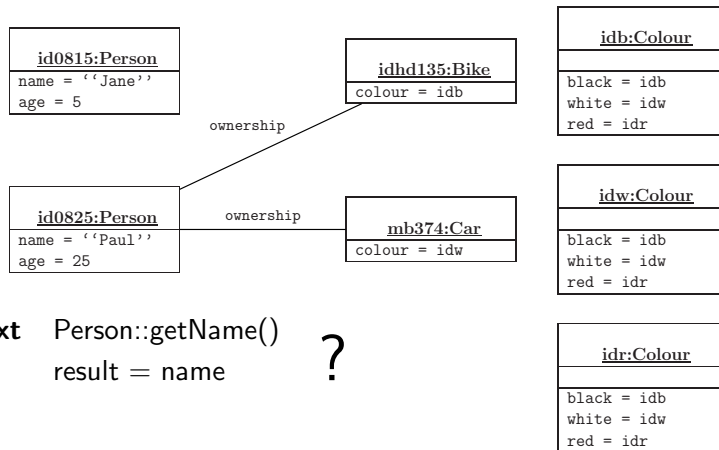 id0815:Person
name = ‘‘Jane’’
age = 5
idhd135:Bike
colour = idb
ownership
id0825:Person
name = ‘‘Paul’’
age = 25
ownership
mb374:Car
colour = idw
idb:Colour
black = idb
white = idw
red = idr
idw:Colour
black = idb
white = idw
red = idr
idr:Colour
black = idb
white = idw
red = idr
xt Person::getName()
result = name
?